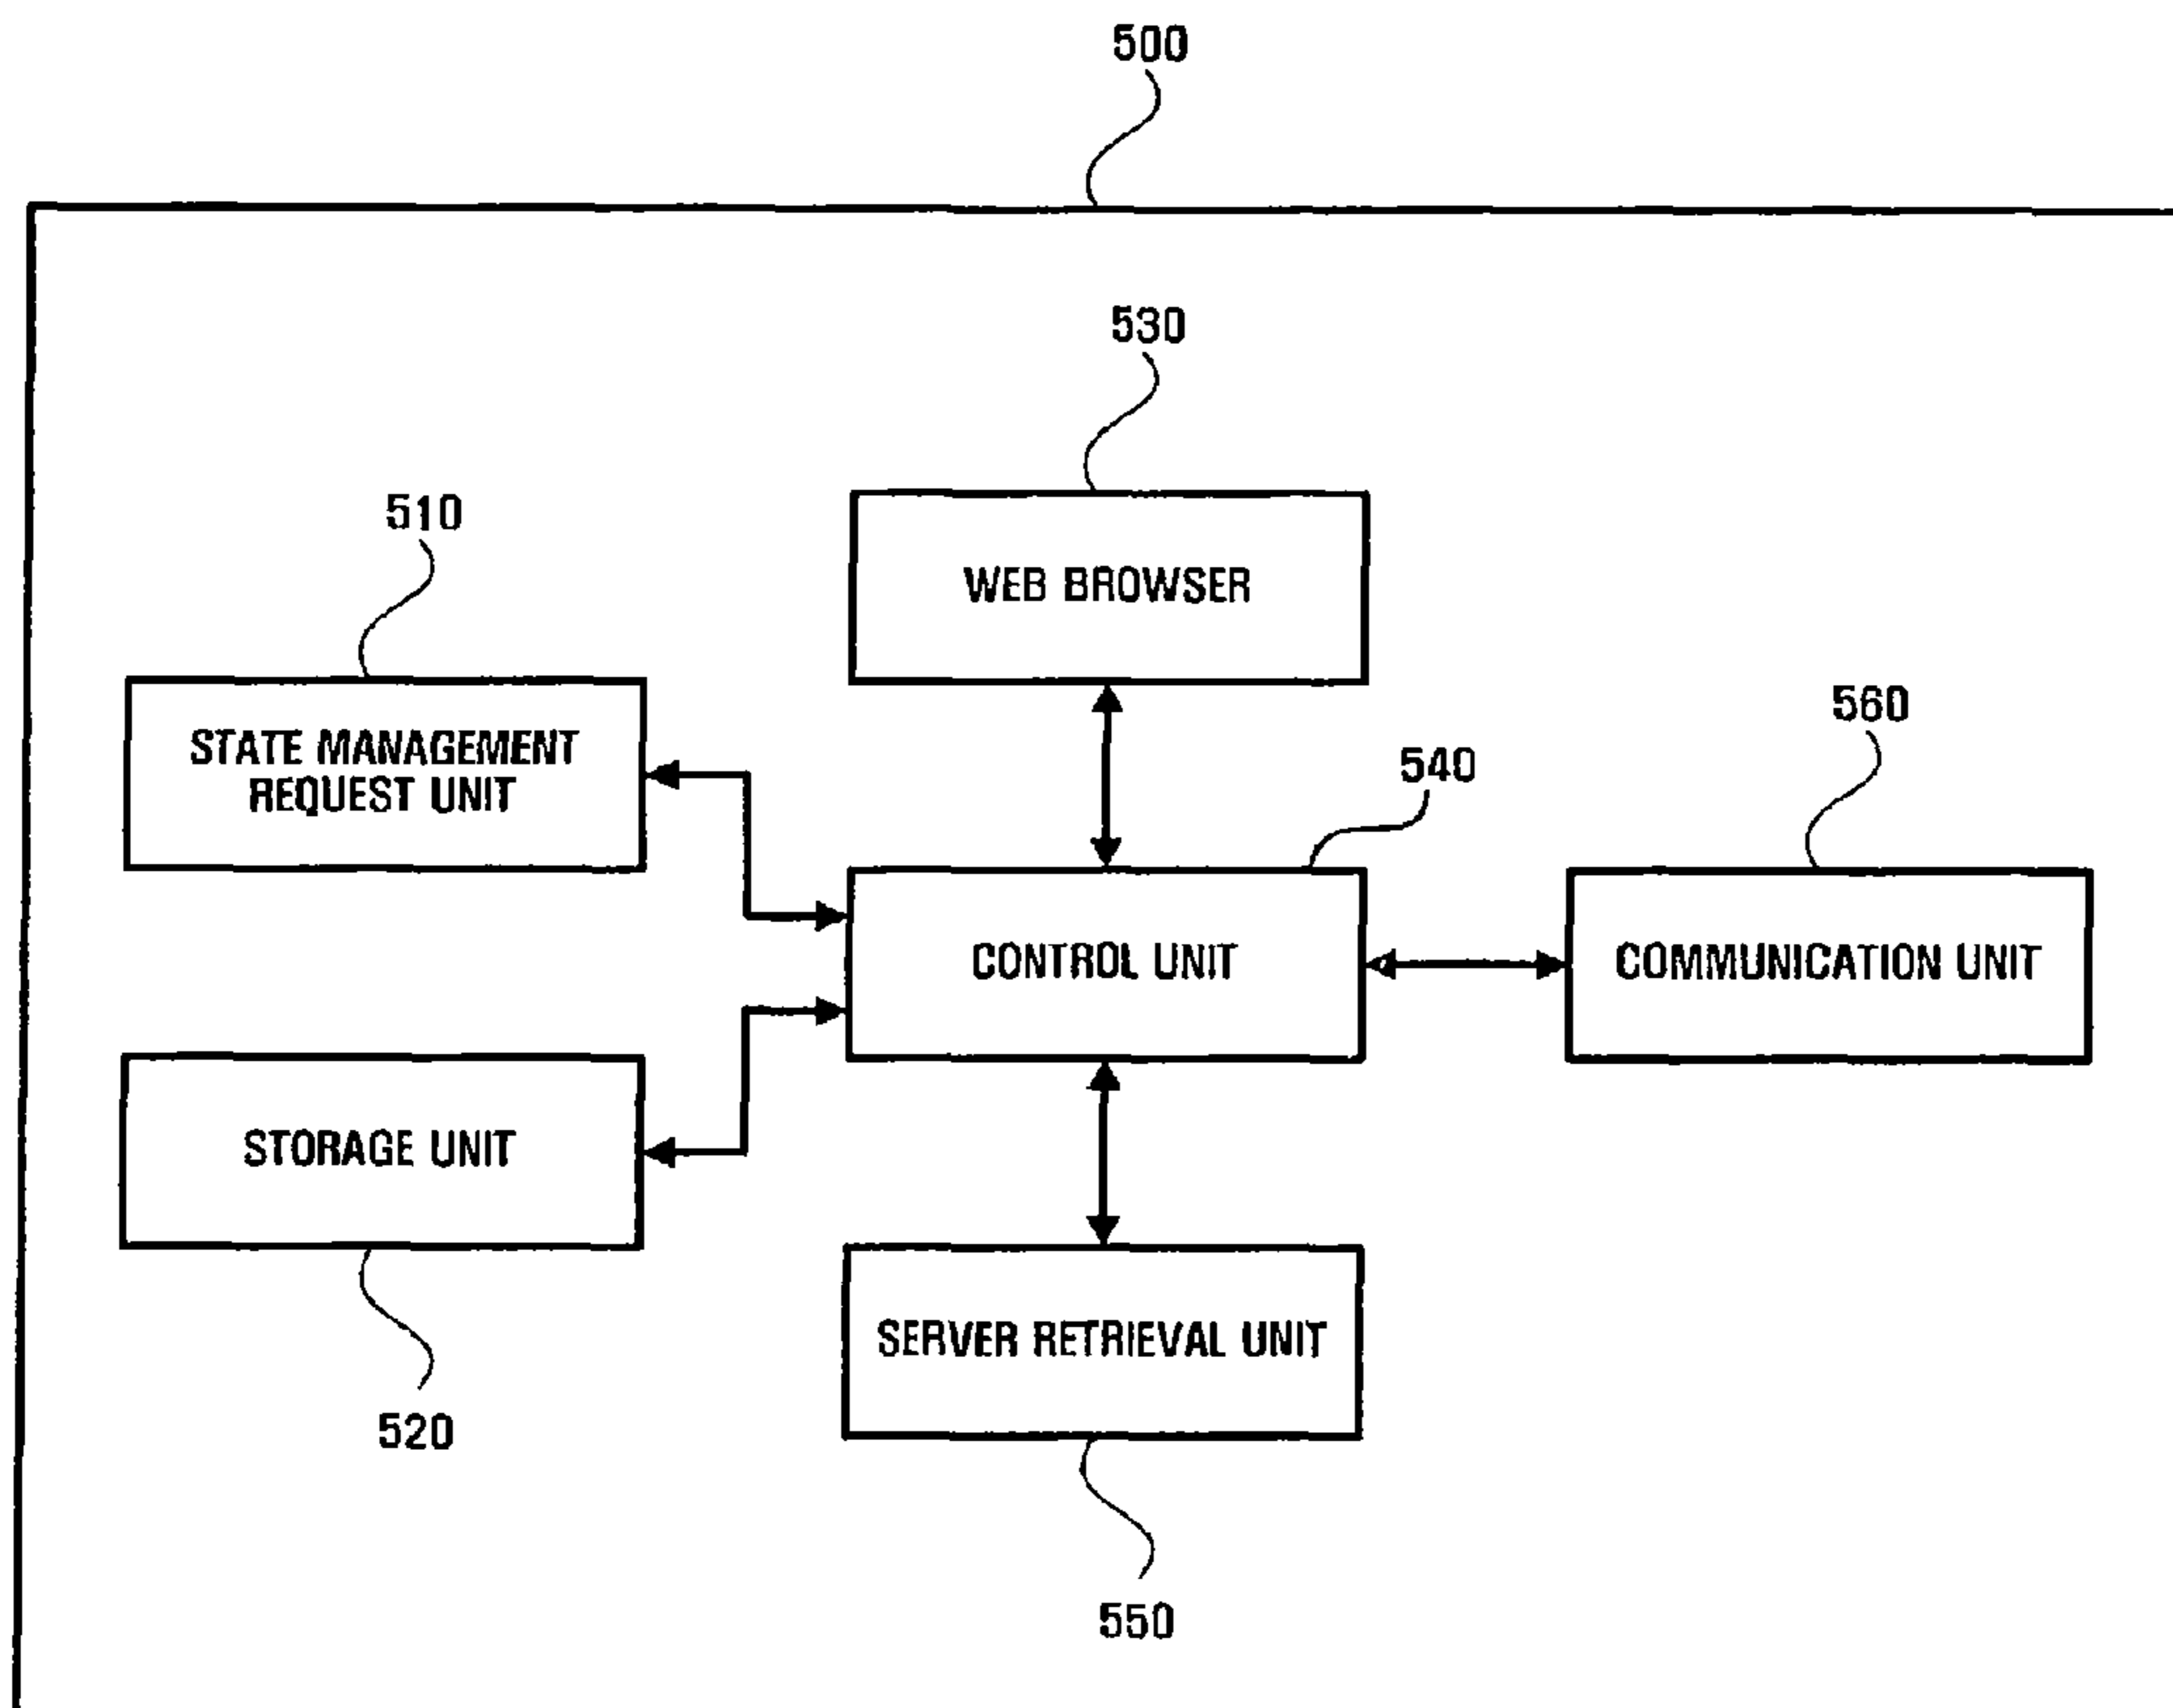 500
530
510
WEB BROWSER
560
STATE MANAGEMENT
REQUEST UNIT
540
CONTROL UNIT
COMMUNICATION UNIT
STORAGE UNIT
SERVER RETRIEVAL UNIT
520
550